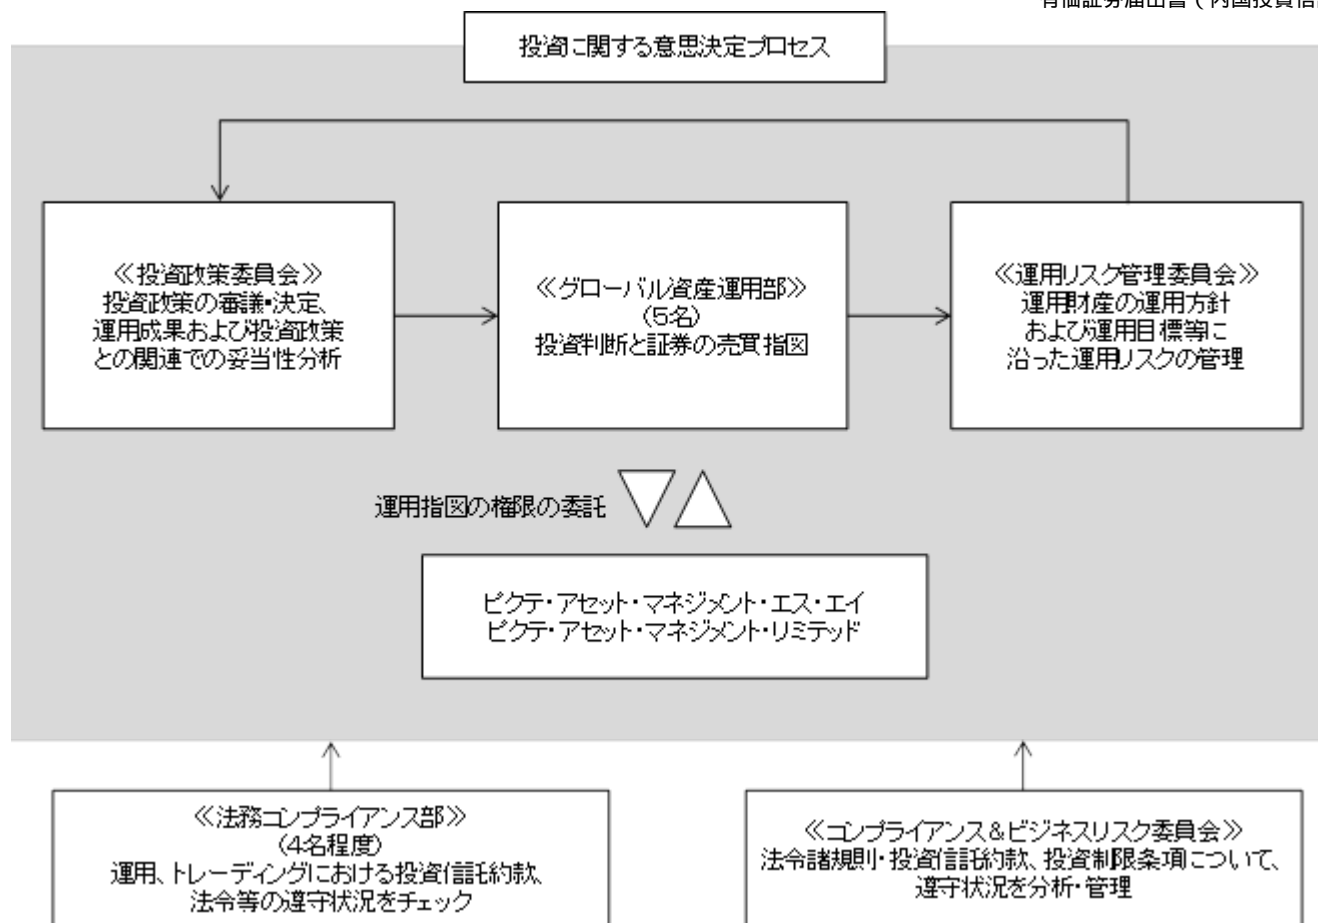 有価証券届出書(内国投資信託
投資に関する意思決定プロセス
≪投資政策委員会≫
投資政策の審議・決定、
運用成果および投資政策
との関連での妥当性分析
≪グローバル資産運用部≫
(5名)
投資判断と証券の売買指図
≪運用リスク管理委員会≫
運用財産の運用方針
および運用目標等に
沿った運用リスクの管理
運用指図の権限の委託
ピクテ・アセット・マネジメント・エス・エイ
ピクテ・アセット・マネジメント・リミテッド
≪法務コンプライアンス部≫
(4名程度)
運用、トレーディングにおける投資信託約款、
法令等の遵守状況をチェック
≪コンプライアンス&ビジネスリスク委員会≫
法令諸規則・投資信託約款、投資制限条項について、
遵守状況を分析・管理